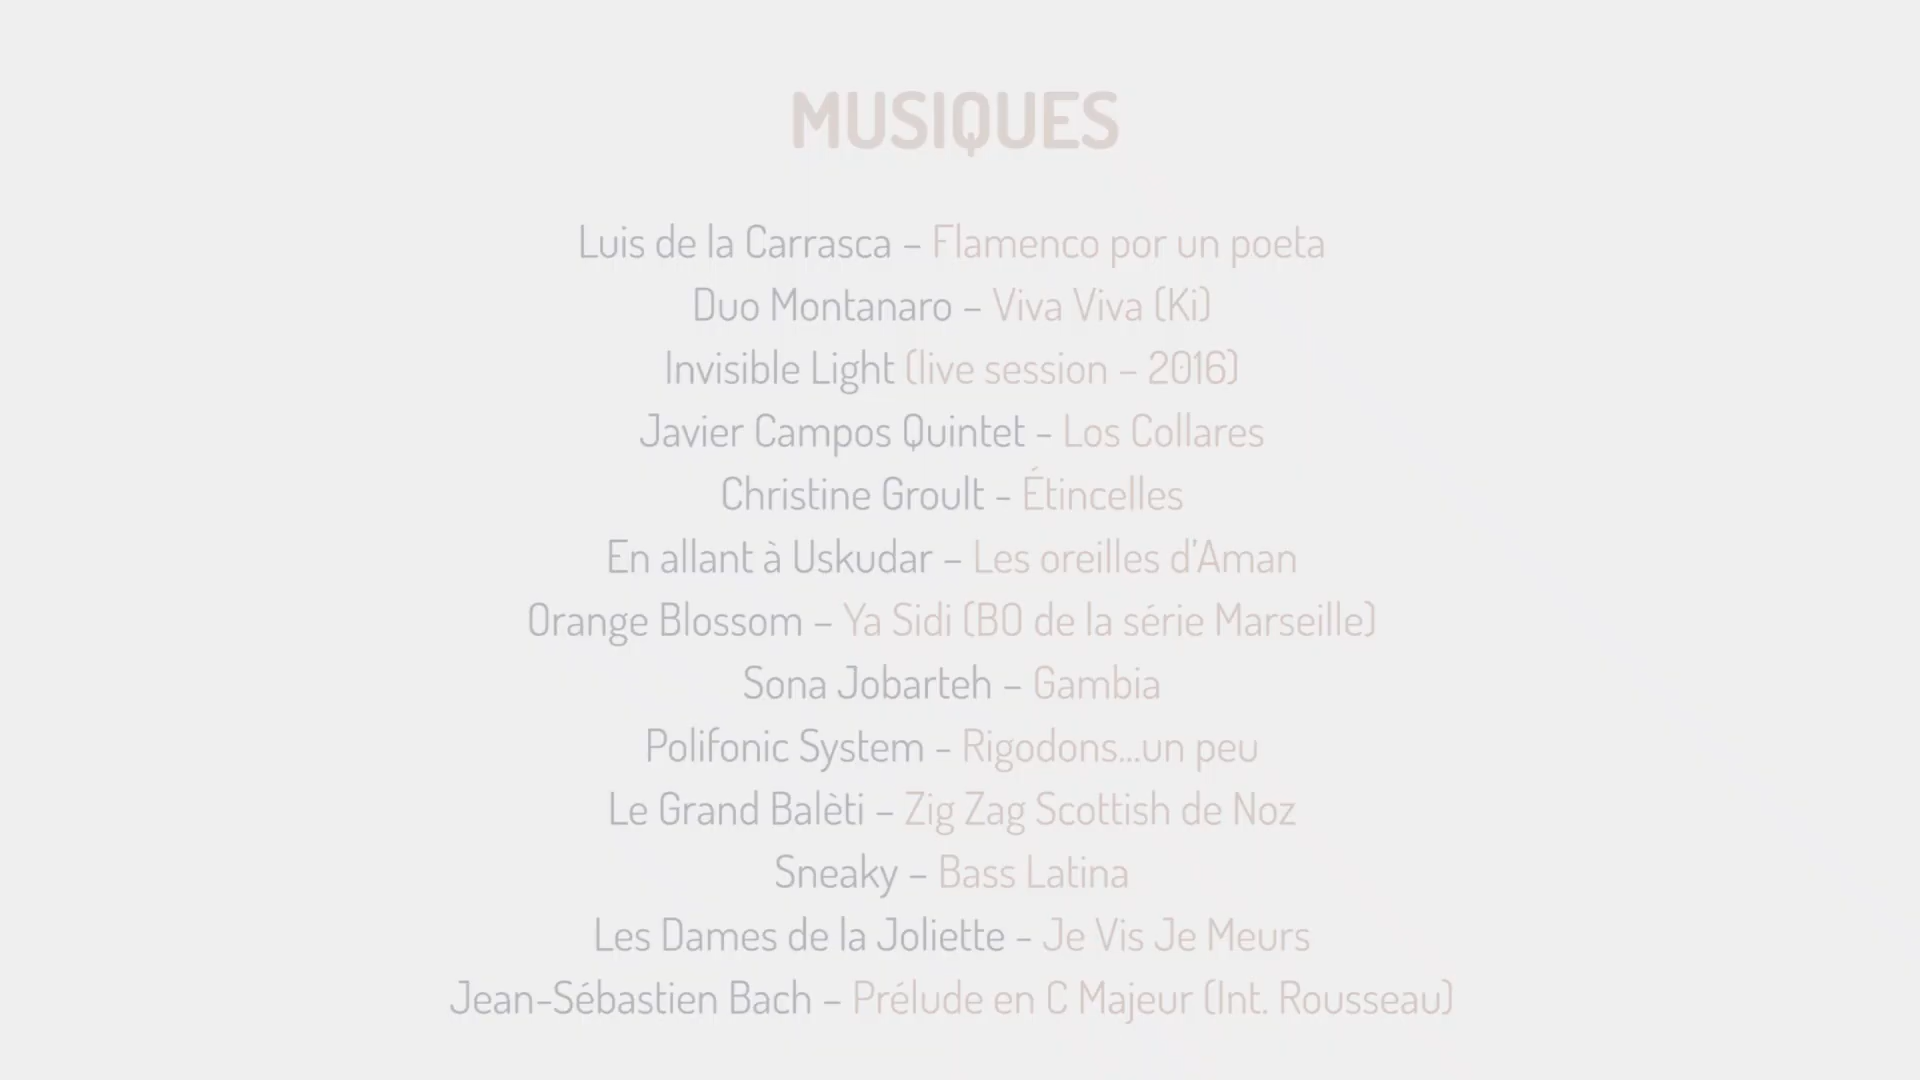 MUSIQUES
Luis de la Carrasca – Flamenco por un poeta
Duo Montanaro – Viva Viva (Ki)
Invisible Light (live session – 2016)
Javier Campos Quintet - Los Collares
Christine Groult - Étincelles
En allant à Uskudar – Les oreilles d’Aman
Orange Blossom – Ya Sidi (BO de la série Marseille)
Sona Jobarteh – Gambia
Polifonic System - Rigodons...un peu
Le Grand Balèti – Zig Zag Scottish de Noz
Sneaky – Bass Latina
Les Dames de la Joliette - Je Vis Je Meurs
Jean-Sébastien Bach – Prélude en C Majeur (Int. Rousseau)